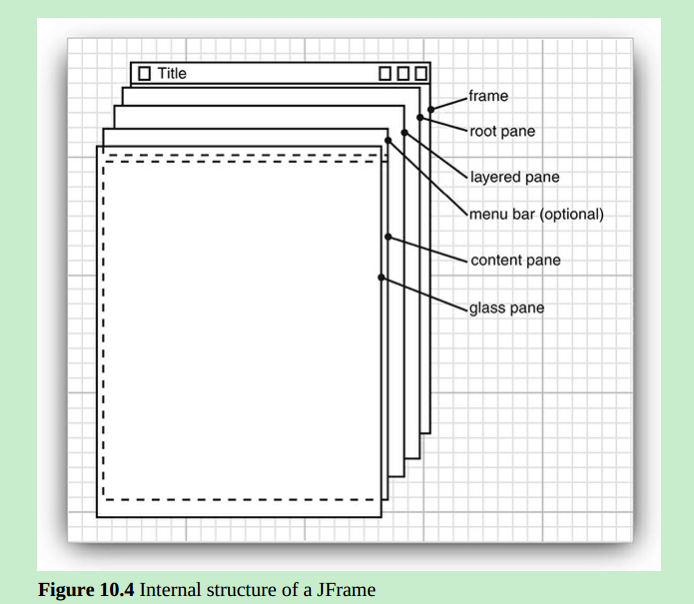 Title
frame
root pane
layered pane
menu bar (optional)
content pane
glass pane
Figure 10.4 Internal structure of a JFrame